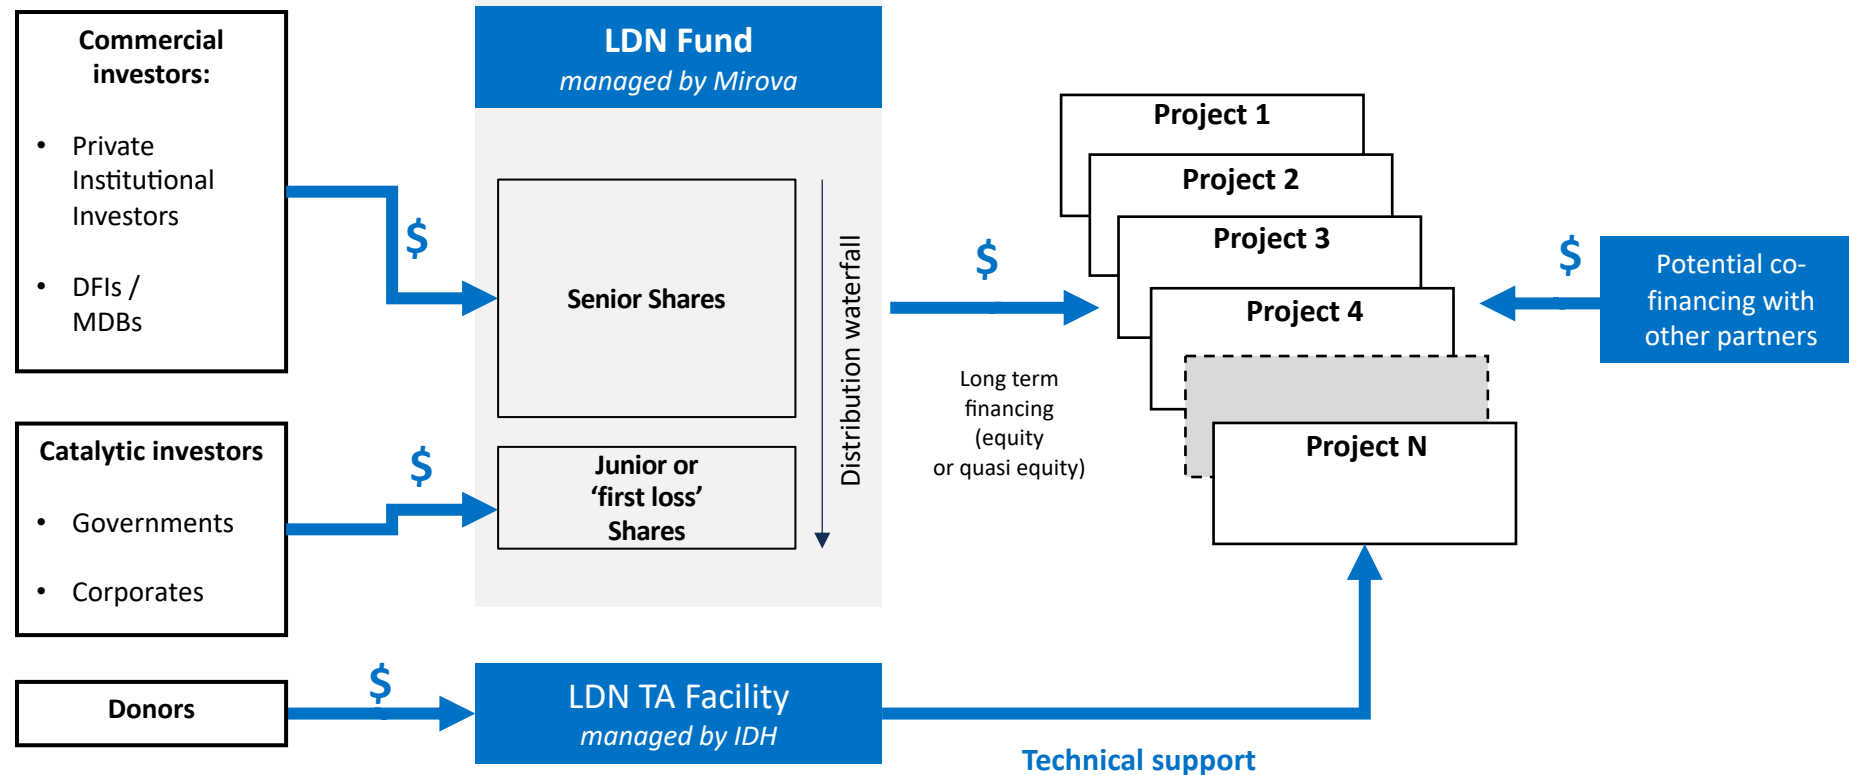 Commercial
investors:
• Private
Institutional
Investors
• DFIs /
MDBs
Catalytic investors
• Governments
• Corporates
Donors
$
$
$
LDN Fund
managed by Mirova
Senior Shares
Junior or
‘first loss’
Shares
Distribution waterfall
LDN TA Facility
managed by IDH
$
Long term
financing
(equity
or quasi equity)
Project 1
Project 2
Project 3
Project 4
Project N
$
Potential co-
financing with
other partners
Technical support